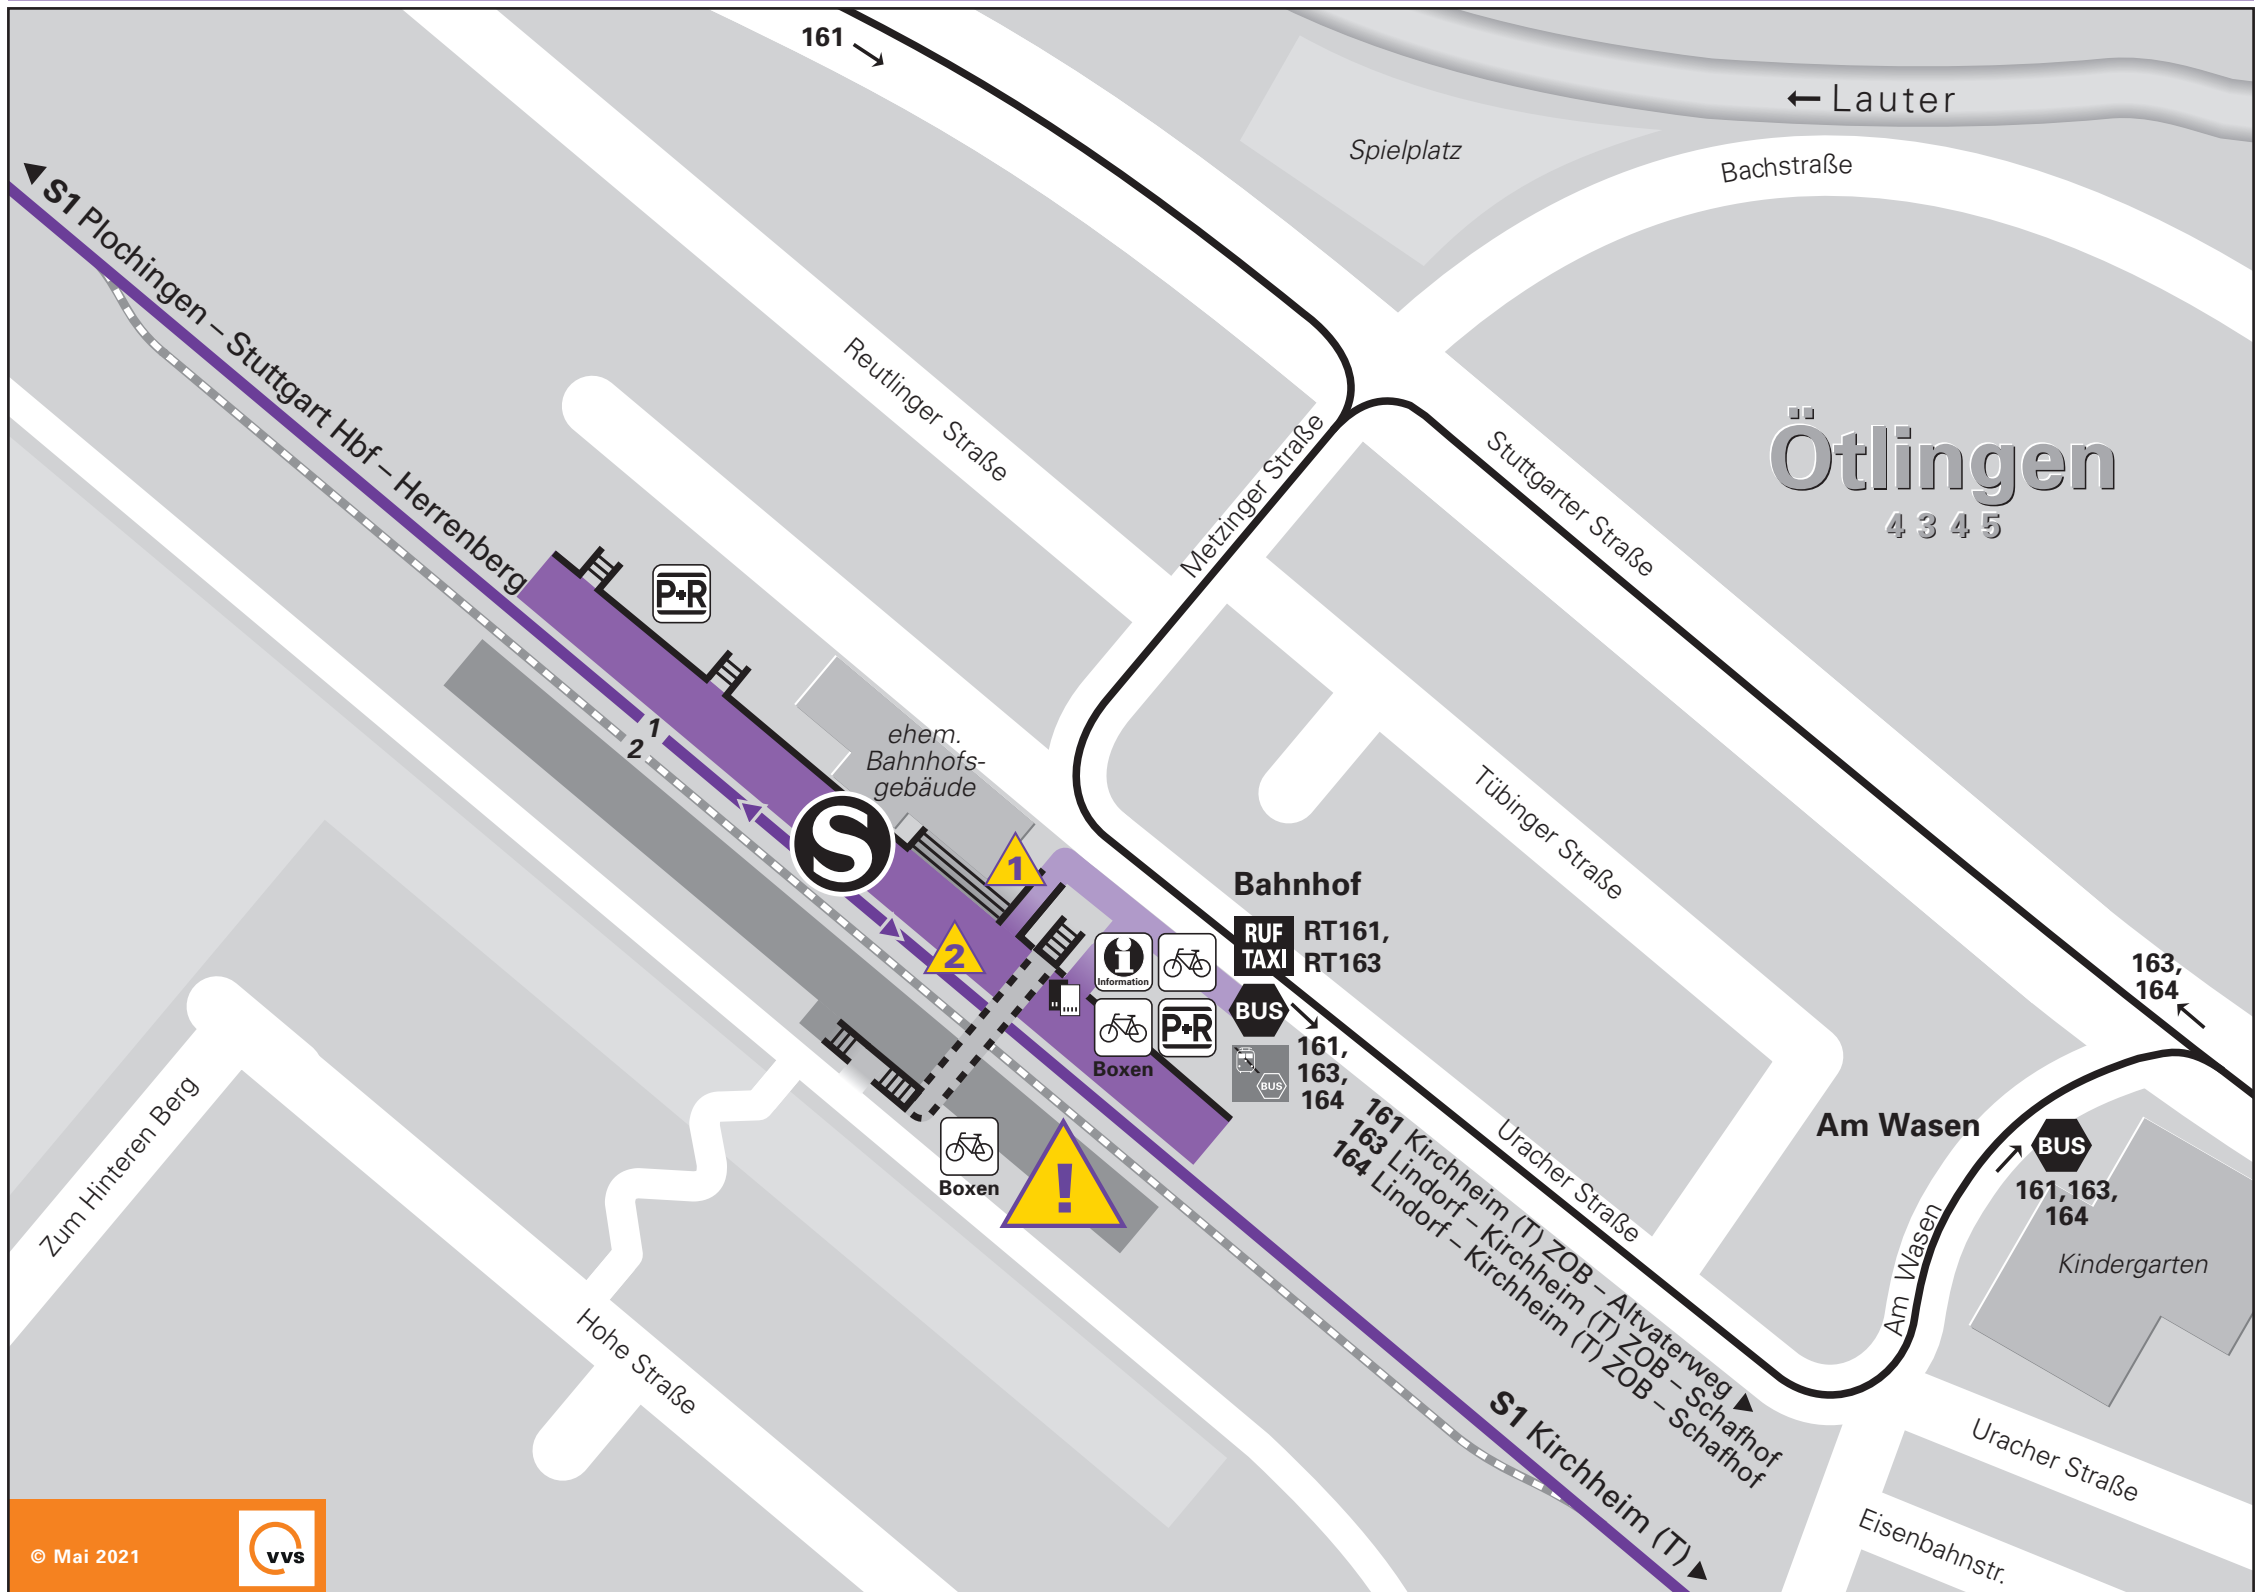 161
← Lauter
Spielplatz
Bachstraße
S1 Plochingen – Stuttgart Hbf – Herrenberg
Reutlinger Straße
Metzinger Straße
Stuttgarter Straße
Ötlingen
4345
P+R
1
2
ehem.
Bahnhofs-
gebäude
S
1
2
Tübinger Straße
Bahnhof
RUF
TAXI
RT161,
RT163
i
Information
BUS
P+R
Boxen
BUS
161,
163,
164
163,
164
161 Kirchheim (T) ZOB – Altvaterweg
163 Lindorf – Kirchheim (T) ZOB – Schafhof
164 Lindorf – Kirchheim (T) ZOB – Schafhof
Uracher Straße
Am Wasen
BUS
161,163,
164
Am Wasen
Kindergarten
Boxen
!
Zum Hinteren Berg
Hohe Straße
S1 Kirchheim (T)
Uracher Straße
Eisenbahnstr.
© Mai 2021
VVS